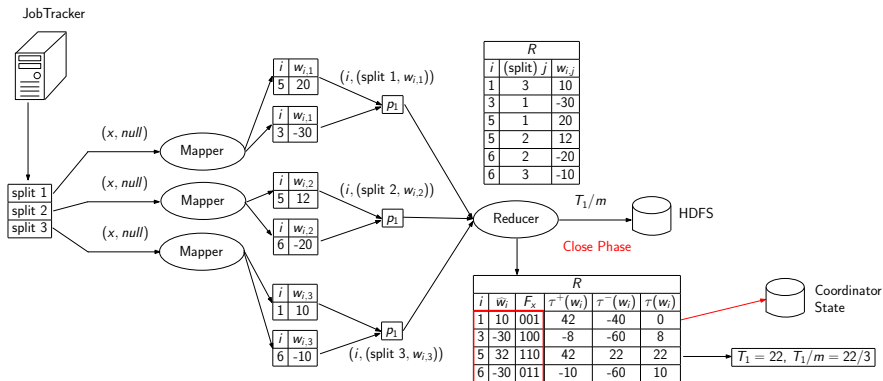 JobTracker
split 1
split 2
split 3
(x, null)
(x, null)
(x, null)
Mapper
Mapper
Mapper
i w_{i,1}
5 20
i w_{i,1}
3 -30
i w_{i,2}
5 12
i w_{i,2}
6 -20
i w_{i,3}
1 10
i w_{i,3}
6 -10
(i, (split 1, w_{i,1}))
p_1
(i, (split 2, w_{i,2}))
p_1
p_1
(i, (split 3, w_{i,3}))
R
i (split) j w_{i,j}
1 3 10
3 1 -30
5 1 20
5 2 12
6 2 -20
6 3 -10
Reducer
T_1/m
HDFS
Close Phase
R
i ŵ_i F_x τ^+(w_i) τ^-(w_i) τ(w_i)
1 10 001 42 -40 0
3 -30 100 -8 -60 8
5 32 110 42 22 22
6 -30 011 -10 -60 10
Coordinator
State
T_1 = 22, T_1/m = 22/3